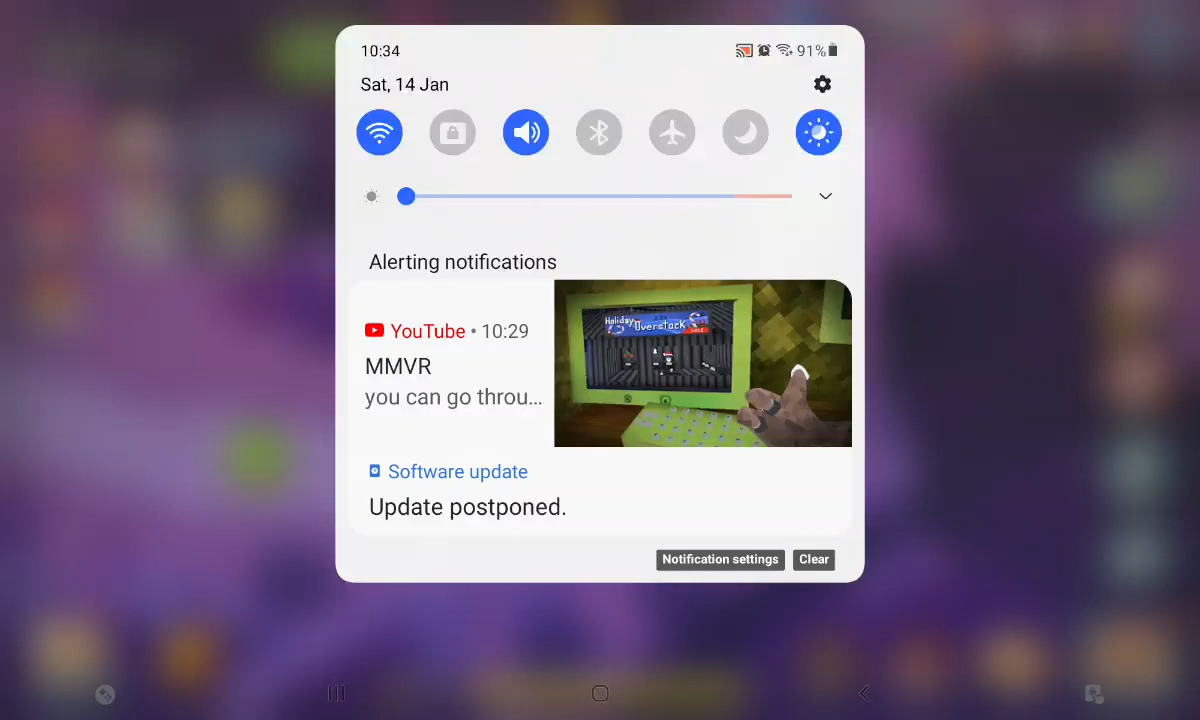 10:34 91%
Sat, 14 Jan
Alerting notifications
YouTube • 10:29
MMVR
you can go throu...
Holiday
Overstock
Software update
Update postponed.
Notification settings Clear